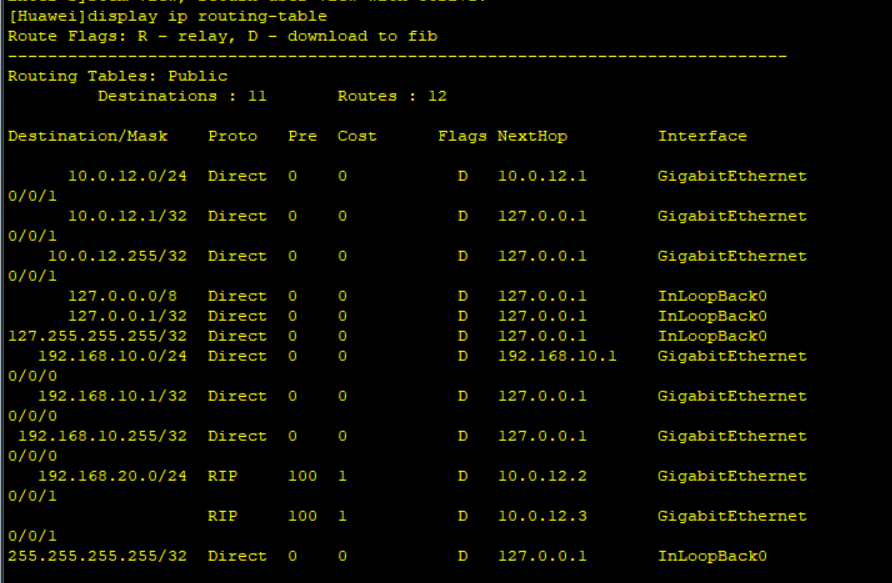 [Huawei]display ip routing-table
Route Flags: R - relay, D - download to fib
------------------------------------------------------------------------------
Routing Tables: Public
         Destinations : 11       Routes : 12

Destination/Mask    Proto   Pre  Cost      Flags NextHop         Interface

      10.0.12.0/24  Direct  0    0           D   10.0.12.1       GigabitEthernet
0/0/1
      10.0.12.1/32  Direct  0    0           D   127.0.0.1       GigabitEthernet
0/0/1
    10.0.12.255/32  Direct  0    0           D   127.0.0.1       GigabitEthernet
0/0/1
      127.0.0.0/8   Direct  0    0           D   127.0.0.1       InLoopBack0
      127.0.0.1/32  Direct  0    0           D   127.0.0.1       InLoopBack0
127.255.255.255/32  Direct  0    0           D   127.0.0.1       InLoopBack0
   192.168.10.0/24  Direct  0    0           D   192.168.10.1    GigabitEthernet
0/0/0
   192.168.10.1/32  Direct  0    0           D   127.0.0.1       GigabitEthernet
0/0/0
 192.168.10.255/32  Direct  0    0           D   127.0.0.1       GigabitEthernet
0/0/0
   192.168.20.0/24  RIP     100  1           D   10.0.12.2       GigabitEthernet
0/0/1
                    RIP     100  1           D   10.0.12.3       GigabitEthernet
0/0/1
255.255.255.255/32  Direct  0    0           D   127.0.0.1       InLoopBack0